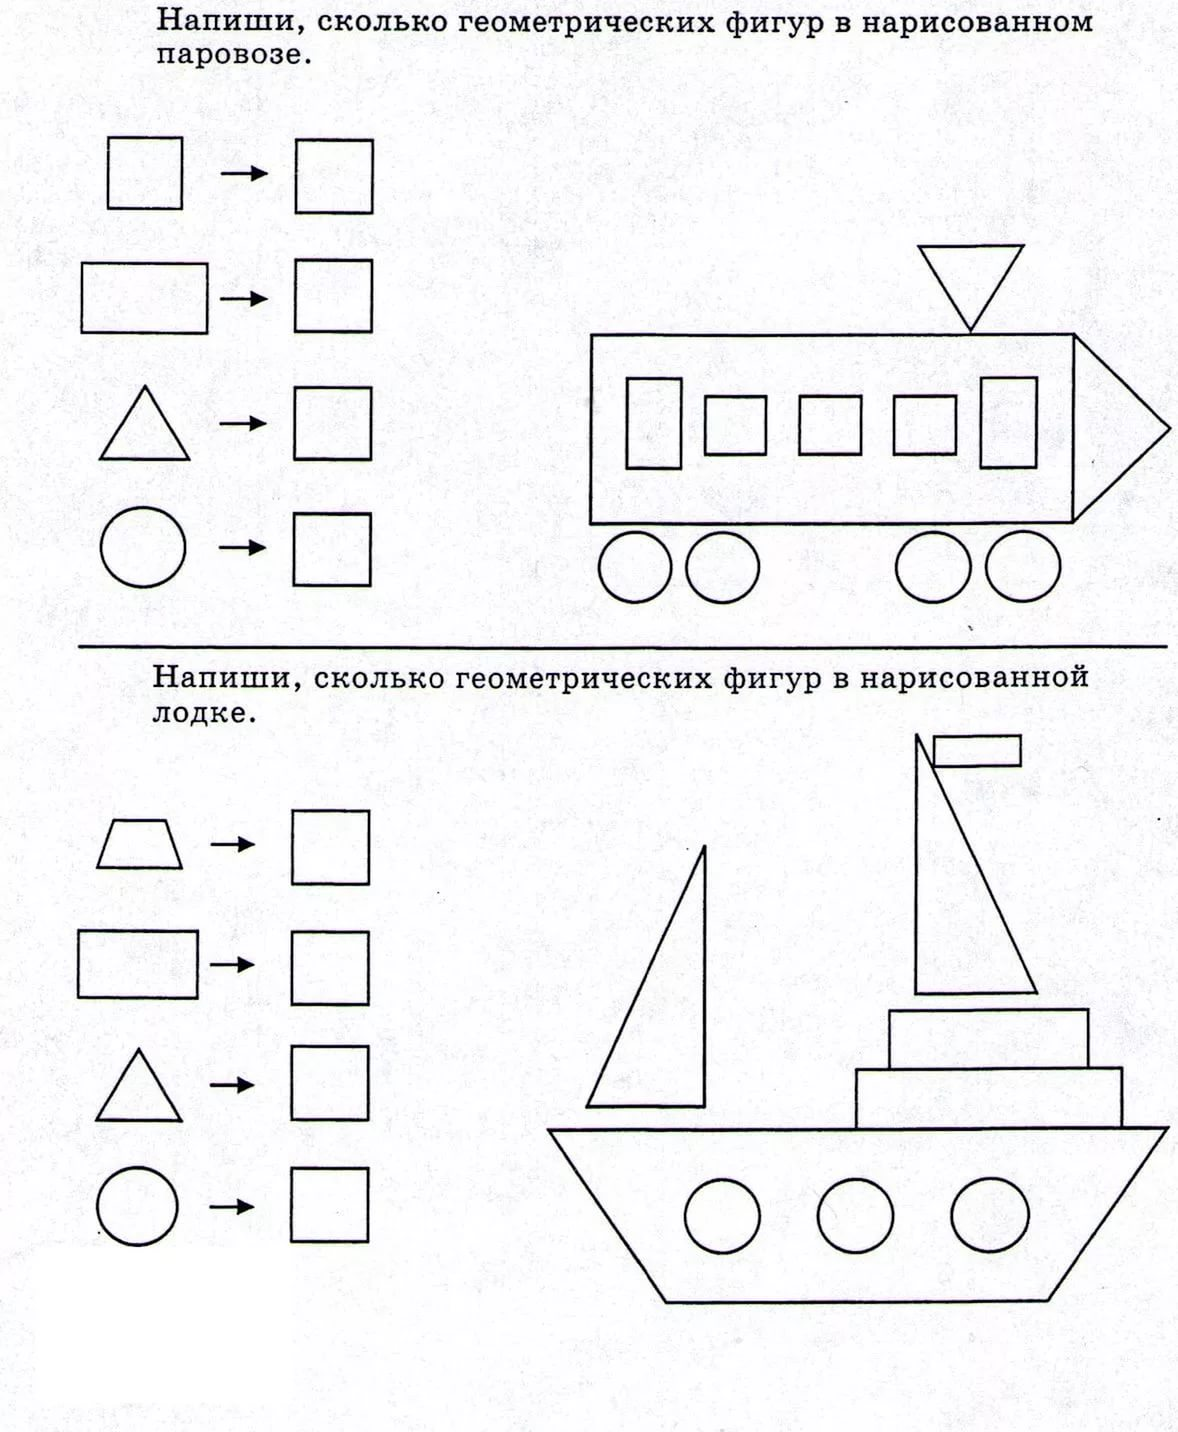 Напиши, сколько геометрических фигур в нарисованном
паровозе.
Напиши, сколько геометрических фигур в нарисованной
лодке.